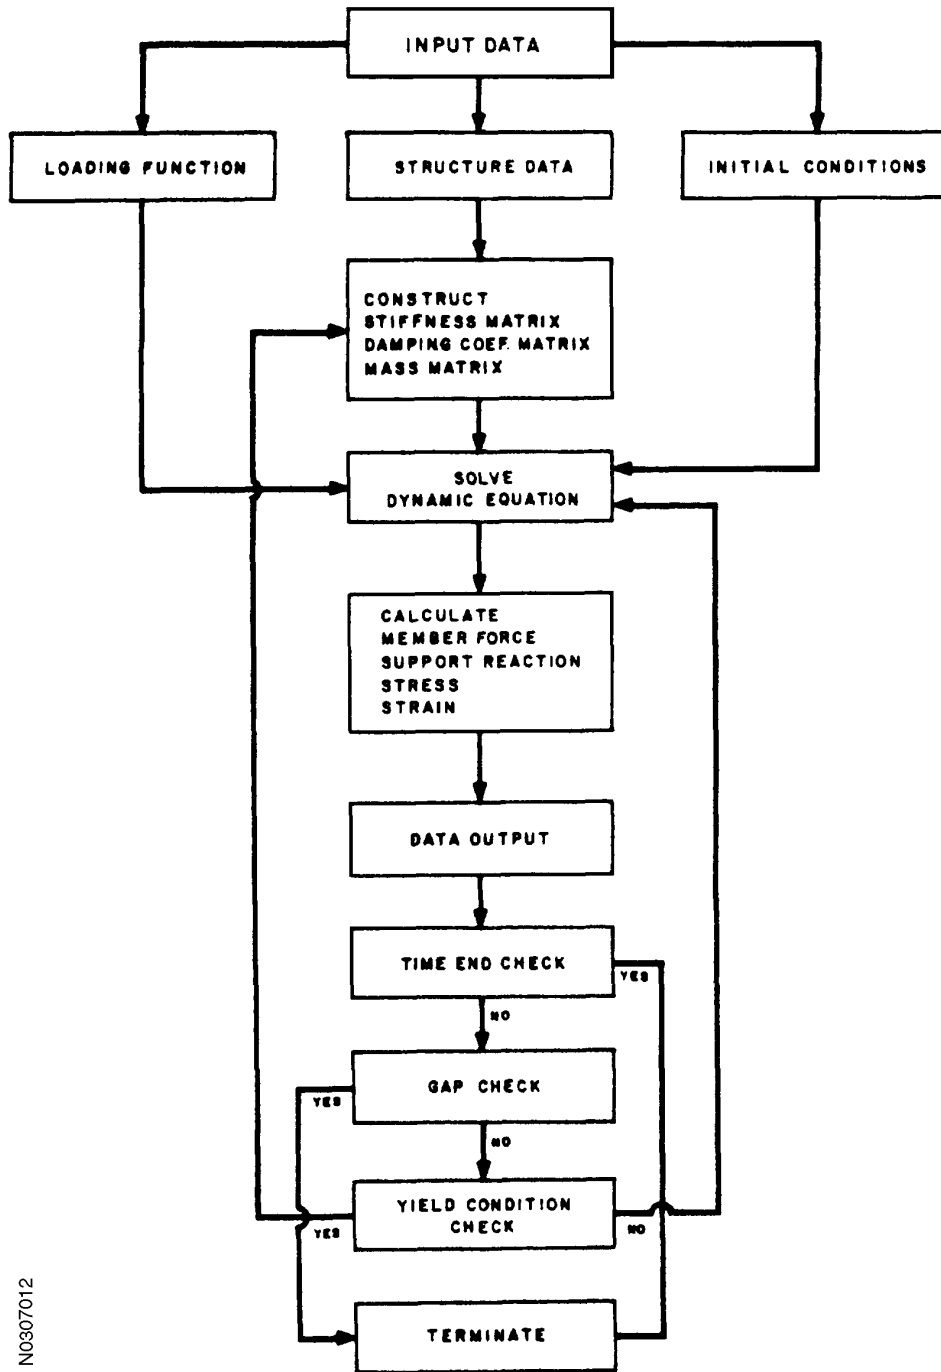 INPUT DATA
LOADING FUNCTION
STRUCTURE DATA
INITIAL CONDITIONS
CONSTRUCT
STIFFNESS MATRIX
DAMPING COEF. MATRIX
MASS MATRIX
SOLVE
DYNAMIC EQUATION
CALCULATE
MEMBER FORCE
SUPPORT REACTION
STRESS
STRAIN
DATA OUTPUT
TIME END CHECK
YES
NO
GAP CHECK
YES
NO
YIELD CONDITION
CHECK
YES
NO
TERMINATE
N0307012